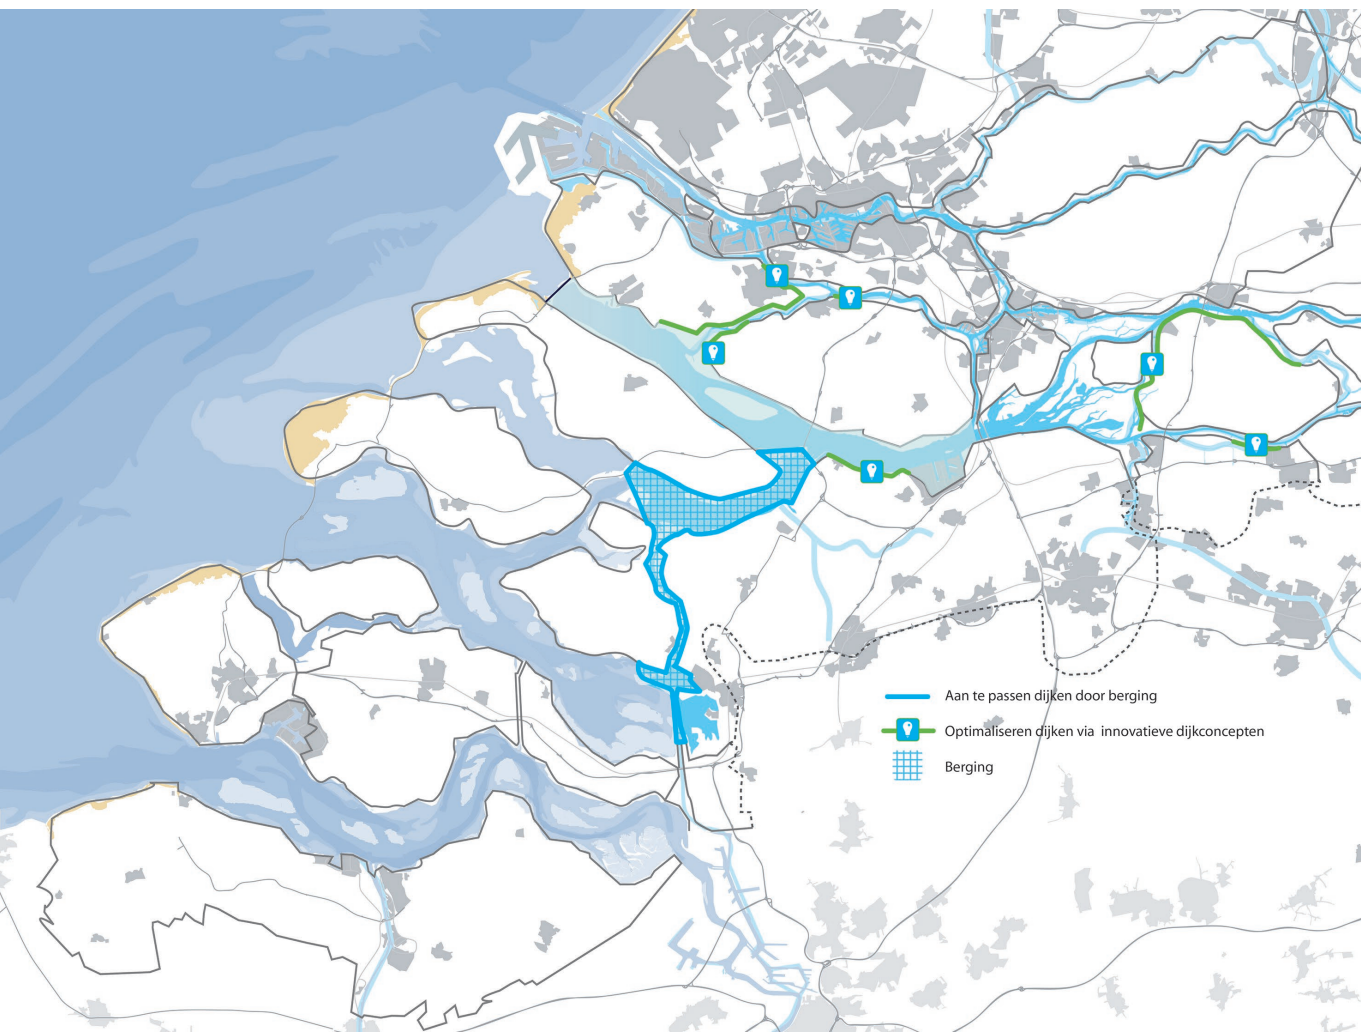 Aan te passen dijken door berging
Optimaliseren dijken via innovatieve dijkconcepten
Berging